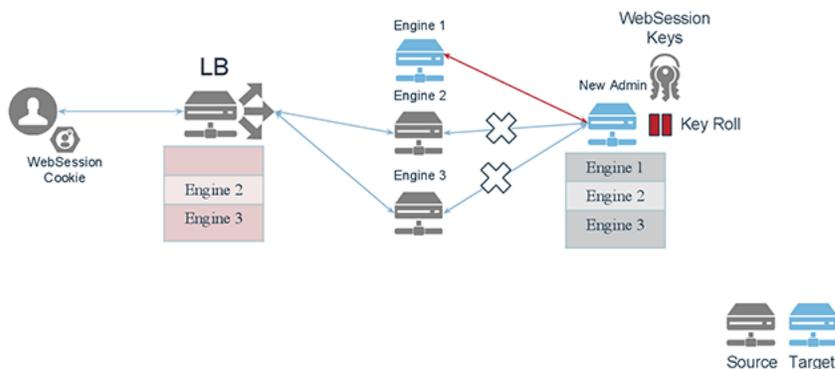 WebSession
Keys
Engine 1
LB
New Admin
Engine 2
Key Roll
WebSession
Cookie
Engine 3
Engine 2
Engine 3
Engine 1
Engine 2
Engine 3
Source
Target